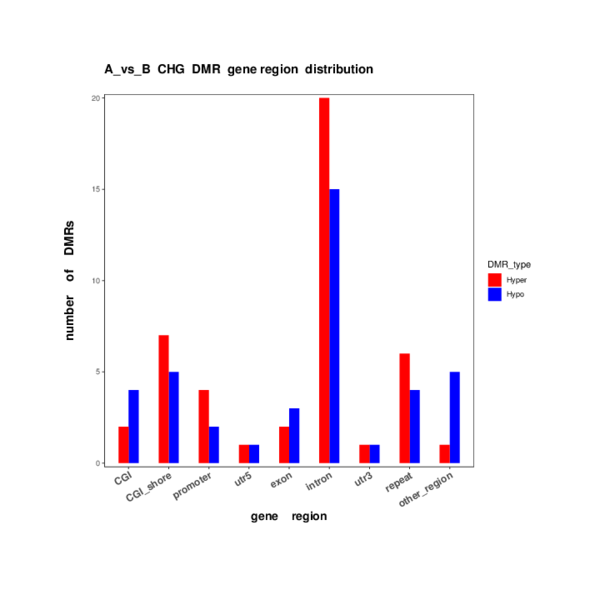 A_vs_B CHG DMR gene region distribution
number of DMRs
20
15
10
5
0
CGI
CGI_shore
promoter
utr5
exon
intron
utr3
repeat
other_region
gene region
DMR_type
Hyper
Hypo